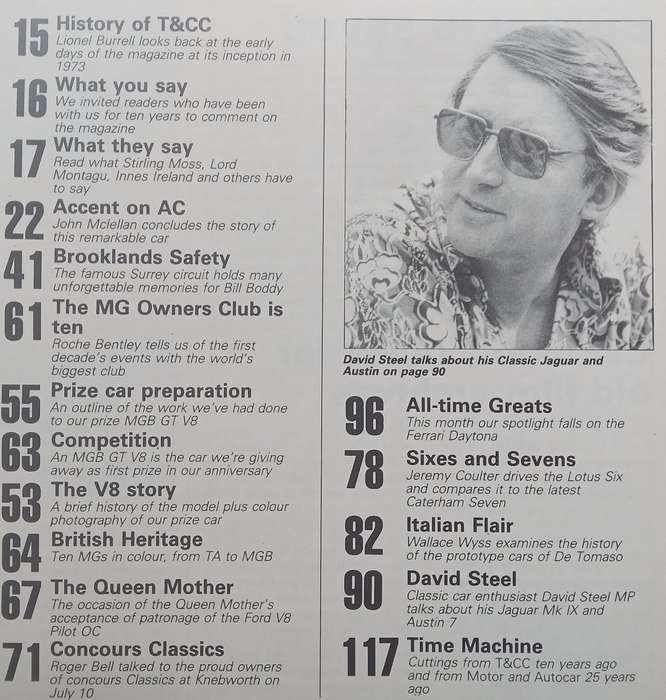 15 History of T&CC
Lionel Burrell looks back at the early
days of the magazine at its inception in
1973
16 What you say
We invited readers who have been
with us for ten years to comment on
the magazine
17 What they say
Read what Stirling Moss, Lord
Montagu, Innes Ireland and others have
to say
22 Accent on AC
John Mclellan concludes the story of
this remarkable car
41 Brooklands Safety
The famous Surrey circuit holds many
unforgettable memories for Bill Boddy
61 The MG Owners Club is
ten
Roche Bentley tells us of the first
decade's events with the world's
biggest club
55 Prize car preparation
An outline of the work we've had done
to our prize MGB GT V8
63 Competition
An MGB GT V8 is the car we're giving
away as first prize in our anniversary
53 The V8 story
A brief history of the model plus colour
photography of our prize car
64 British Heritage
Ten MGs in colour, from TA to MGB
67 The Queen Mother
The occasion of the Queen Mother's
acceptance of patronage of the Ford V8
Pilot OC
71 Concours Classics
Roger Bell talked to the proud owners
of concours Classics at Knebworth on
July 10
David Steel talks about his Classic Jaguar and
Austin on page 90
96 All-time Greats
This month our spotlight falls on the
Ferrari Daytona
78 Sixes and Sevens
Jeremy Coulter drives the Lotus Six
and compares it to the latest
Caterham Seven
82 Italian Flair
Wallace Wyss examines the history
of the prototype cars of De Tomaso
90 David Steel
Classic car enthusiast David Steel MP
talks about his Jaguar Mk IX and
Austin 7
117 Time Machine
Cuttings from T&CC ten years ago
and from Motor and Autocar 25 years
ago